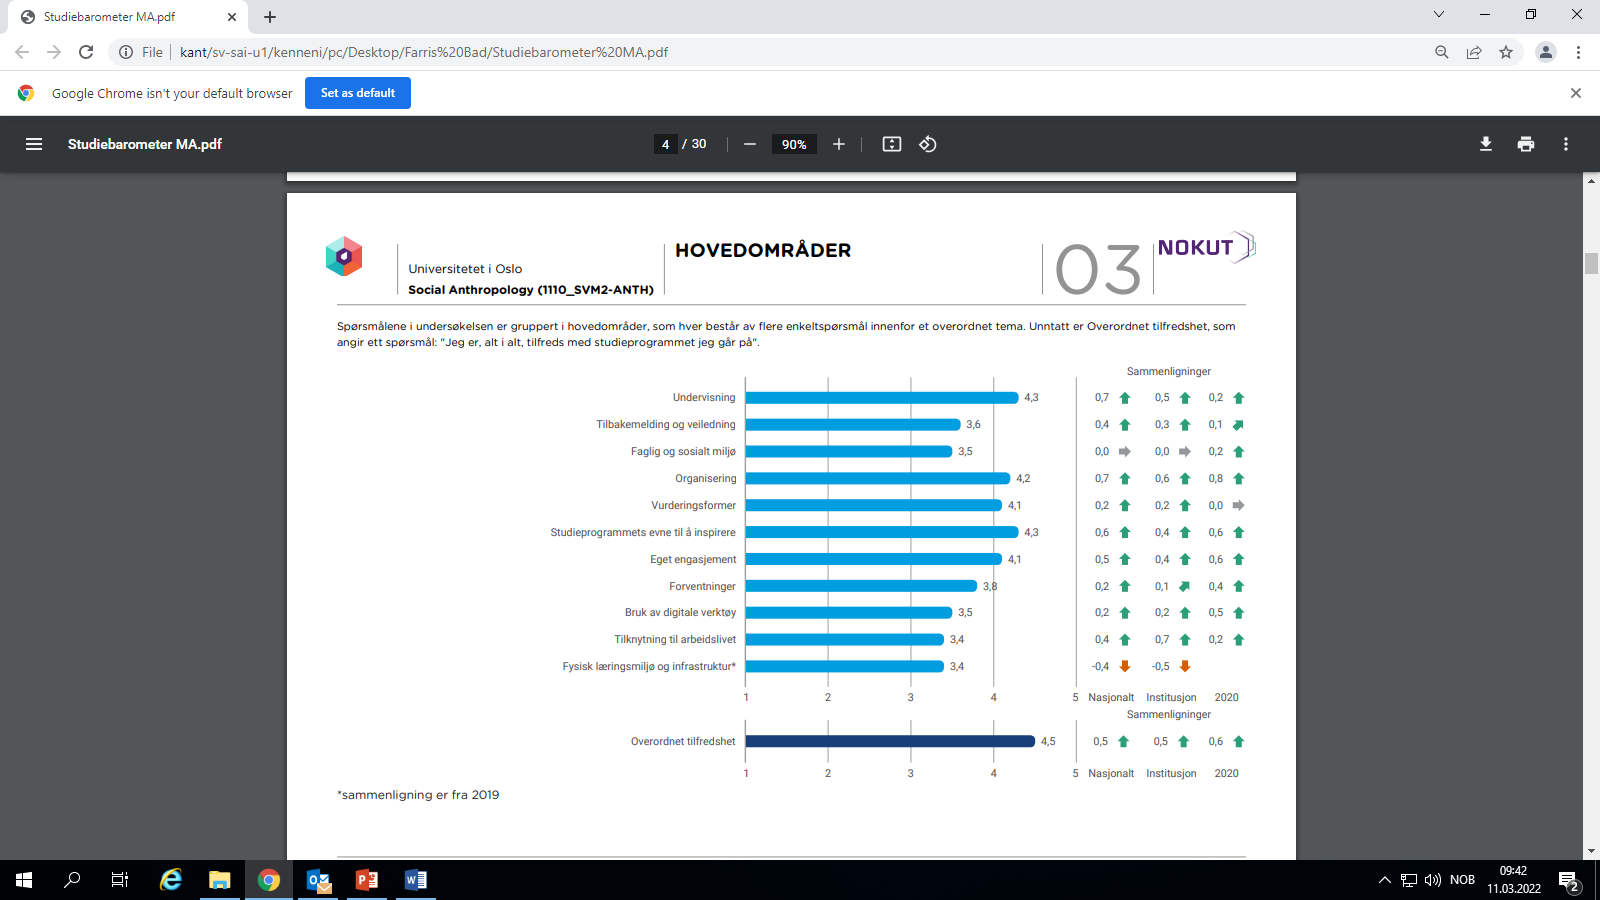 Studiebarometer MA.pdf
File kant/sv-sai-u1/kenneni/pc/Desktop/Farris%20Bad/Studiebarometer%20MA.pdf
Google Chrome isn't your default browser Set as default
Studiebarometer MA.pdf 4 / 30 90%
HOVEDOMRÅDER
Universitetet i Oslo
Social Anthropology (1110_SVM2-ANTH)
03
NOKUT
Spørsmålene i undersøkelsen er gruppert i hovedområder, som hver består av flere enkeltspørsmål innenfor et overordnet tema. Unntatt er Overordnet tilfredshet, som
angir ett spørsmål: "Jeg er, alt i alt, tilfreds med studieprogrammet jeg går på".
Sammenligninger
Undervisning 4,3 0,7 0,5 0,2
Tilbakemelding og veiledning 3,6 0,4 0,3 0,1
Faglig og sosialt miljø 3,5 0,0 0,0 0,2
Organisering 4,2 0,7 0,6 0,8
Vurderingsformer 4,1 0,2 0,2 0,0
Studieprogrammets evne til å inspirere 4,3 0,6 0,4 0,6
Eget engasjement 4,1 0,5 0,4 0,6
Forventninger 3,8 0,2 0,1 0,4
Bruk av digitale verktøy 3,5 0,2 0,2 0,5
Tilknytning til arbeidslivet 3,4 0,4 0,7 0,2
Fysisk læringsmiljø og infrastruktur* 3,4 -0,4 -0,5
1 2 3 4 5 Nasjonalt Institusjon 2020
Sammenligninger
Overordnet tilfredshet 4,5 0,5 0,5 0,6
1 2 3 4 5 Nasjonalt Institusjon 2020
*sammenligning er fra 2019
NOB
09:42
11.03.2022
2